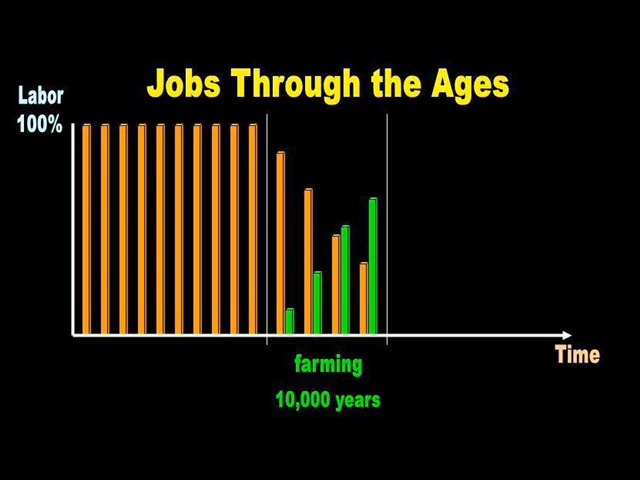 Jobs Through the Ages
Labor
100%
Time
farming
10,000 years